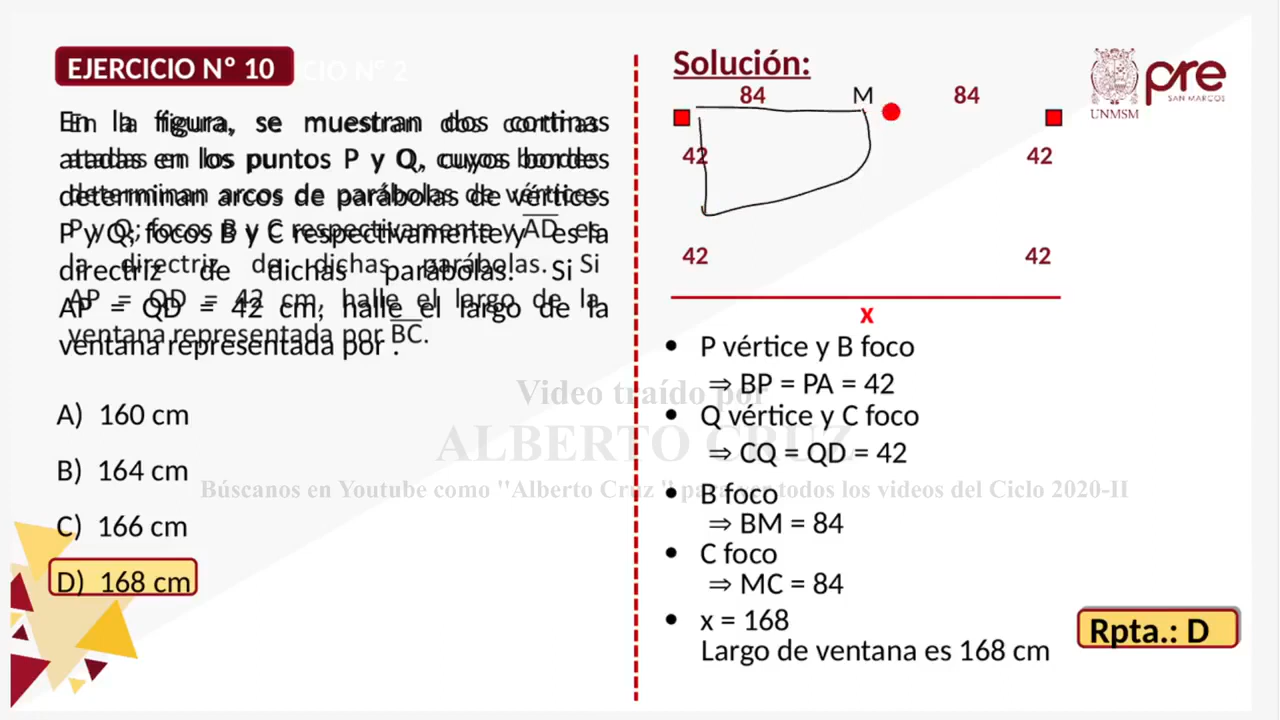 EJERCICIO N° 10
CIO N° 2
En la figura, se muestran dos cortinas
atadas en los puntos P y Q, cuyos bordes
determinan arcos de parábolas de vértices
P y Q; focos B y C respectivamente y AD es la
directriz de dichas parábolas. Si
AP = QD = 42 cm, halle el largo de la
ventana representada por BC.
A) 160 cm
B) 164 cm
C) 166 cm
D) 168 cm
Solución:
84 M 84
42 42
42 42
x
• P vértice y B foco
⇒ BP = PA = 42
• Q vértice y C foco
⇒ CQ = QD = 42
• B foco
⇒ BM = 84
• C foco
⇒ MC = 84
• x = 168
Largo de ventana es 168 cm
Rpta.: D
UNMSM
pre
SAN MARCOS
Video traído por
ALBERTO CRUZ
Búscanos en Youtube como "Alberto Cruz" para ver todos los videos del Ciclo 2020-II